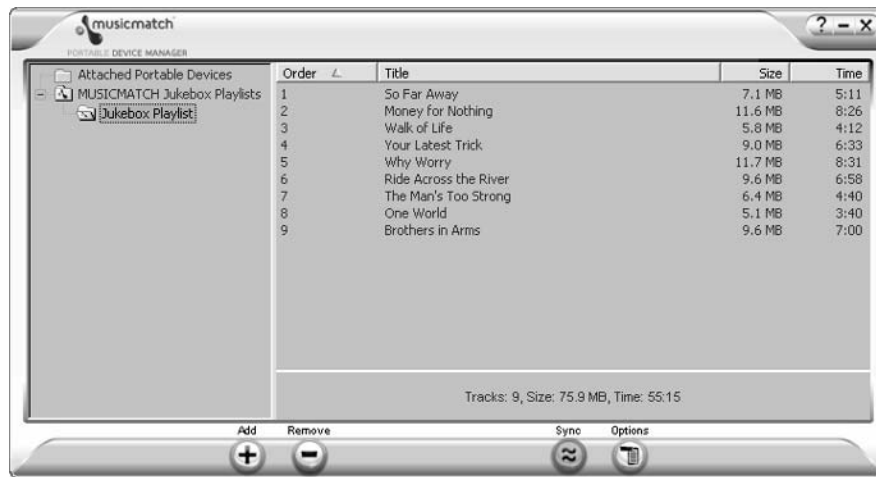 musicmatch
PORTABLE DEVICE MANAGER
? - X
Attached Portable Devices
MUSICMATCH Jukebox Playlists
Jukebox Playlist
Order Title Size Time
1 So Far Away 7.1 MB 5:11
2 Money for Nothing 11.6 MB 8:26
3 Walk of Life 5.8 MB 4:12
4 Your Latest Trick 9.0 MB 6:33
5 Why Worry 11.7 MB 8:31
6 Ride Across the River 9.6 MB 6:58
7 The Man's Too Strong 6.4 MB 4:40
8 One World 5.1 MB 3:40
9 Brothers in Arms 9.6 MB 7:00
Tracks: 9, Size: 75.9 MB, Time: 55:15
Add Remove Sync Options